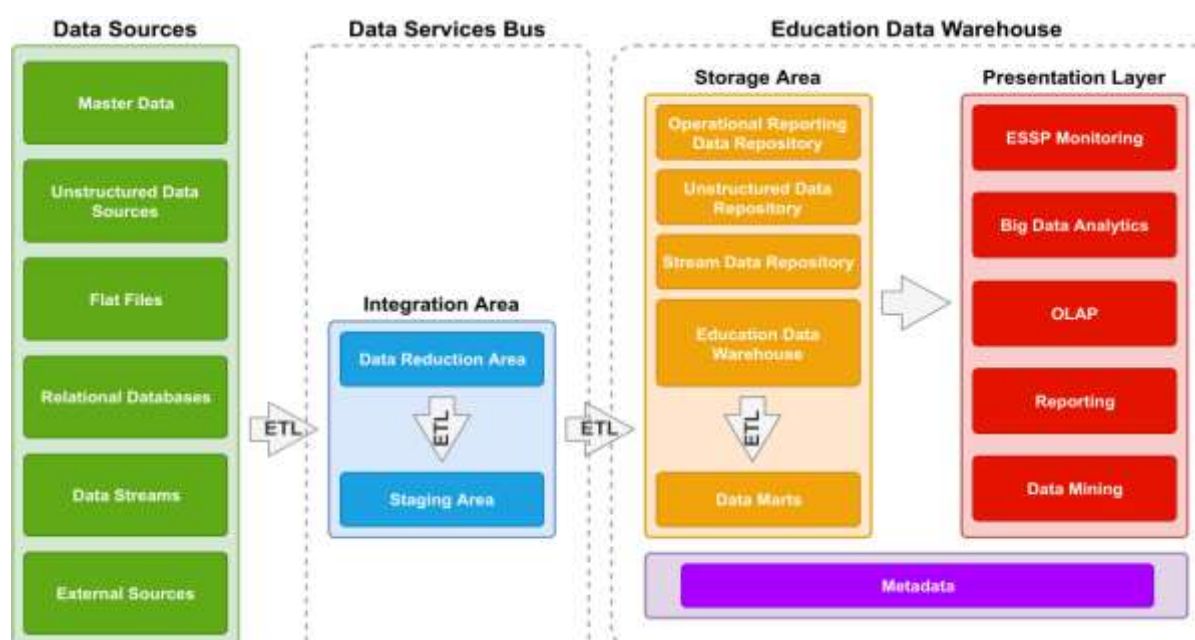 Data Sources
Master Data
Unstructured Data
Sources
Flat Files
Relational Databases
Data Streams
External Sources
ETL
Data Services Bus
Integration Area
Data Reduction Area
ETL
Staging Area
ETL
Education Data Warehouse
Storage Area
Operational Reporting
Data Repository
Unstructured Data
Repository
Stream Data Repository
Education Data
Warehouse
ETL
Data Marts
Presentation Layer
ESSP Monitoring
Big Data Analytics
OLAP
Reporting
Data Mining
Metadata